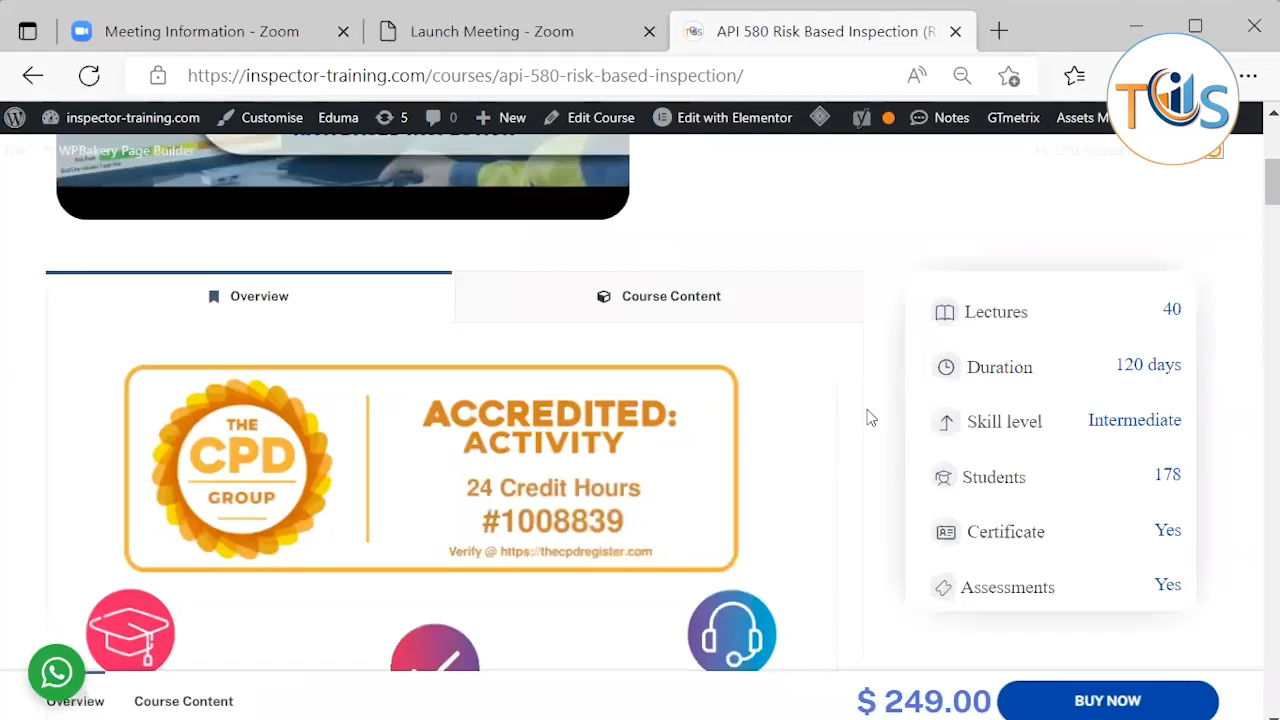 Meeting Information - Zoom
Launch Meeting - Zoom
API 580 Risk Based Inspection (R
https://inspector-training.com/courses/api-580-risk-based-inspection/
TIS
inspector-training.com
Customise
Eduma
5
0
New
Edit Course
Edit with Elementor
Notes
GTmetrix
Assets M
Edit
WPBakery Page Builder
Overview
Course Content
THE
CPD
GROUP
ACCREDITED:
ACTIVITY
24 Credit Hours
#1008839
Verify @ https://thecpdregister.com
Lectures 40
Duration 120 days
Skill level Intermediate
Students 178
Certificate Yes
Assessments Yes
Overview
Course Content
$ 249.00
BUY NOW